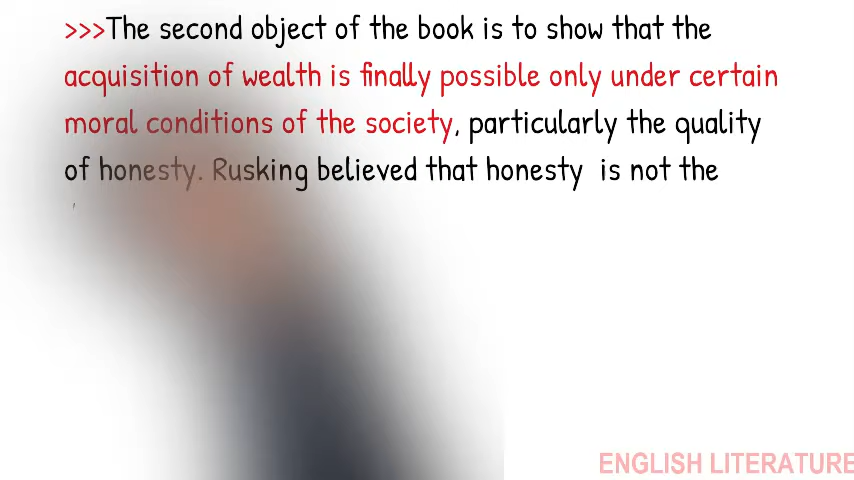 >>>The second object of the book is to show that the
acquisition of wealth is finally possible only under certain
moral conditions of the society, particularly the quality
of honesty. Rusking believed that honesty is not the
ENGLISH LITERATURE